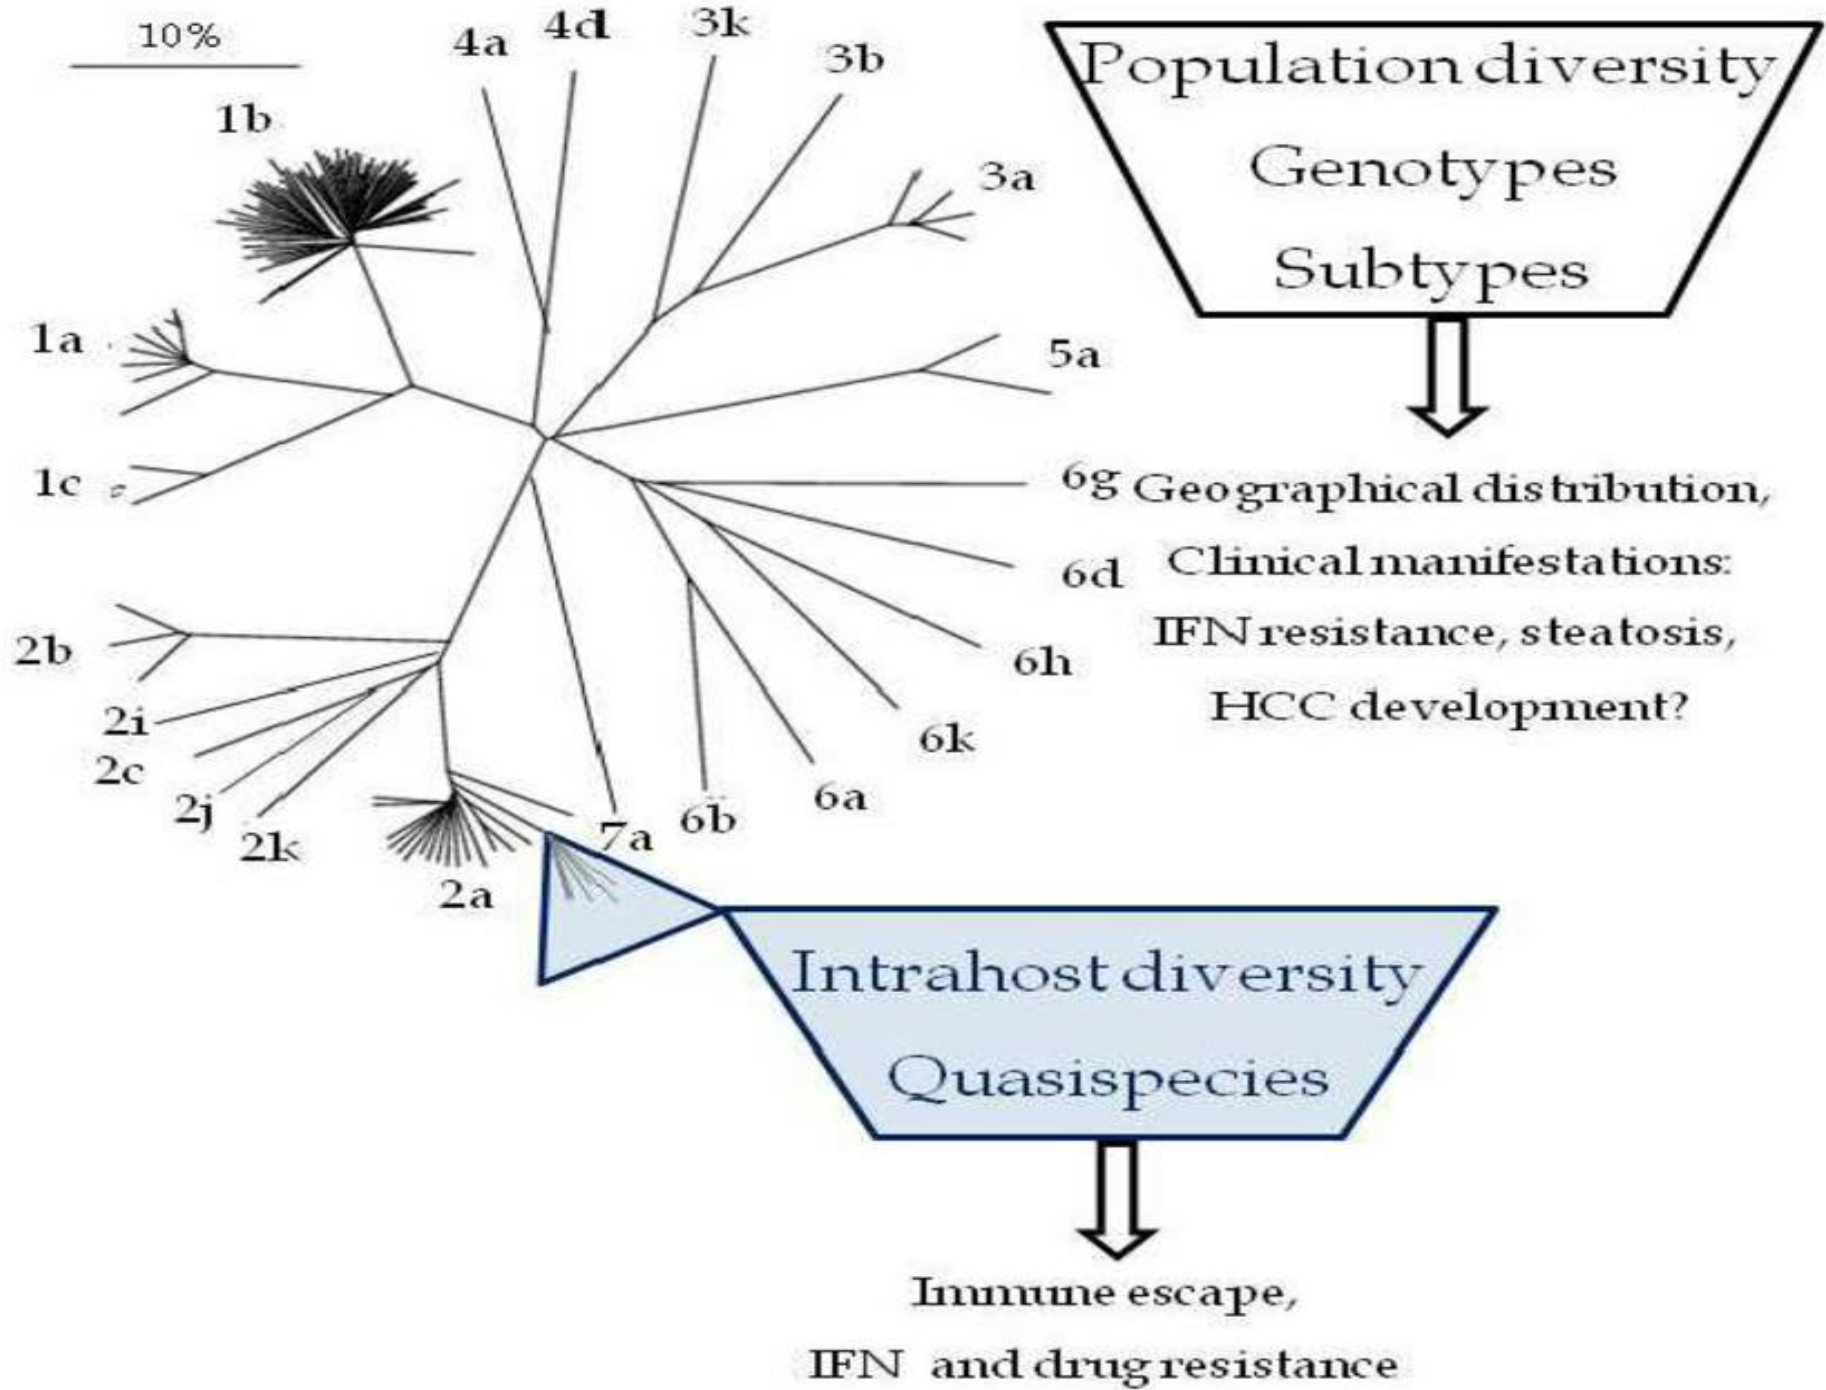 10%
4a
4d
3k
3b
1b
3a
1a
5a
1c
6g
6d
6h
2b
2i
6k
2c
6a
2j
6b
2k
7a
2a
Population diversity
Genotypes
Subtypes
Geographical distribution,
Clinical manifestations:
IFN resistance, steatosis,
HCC development?
Intrahost diversity
Quasispecies
Immune escape,
IFN and drug resistance